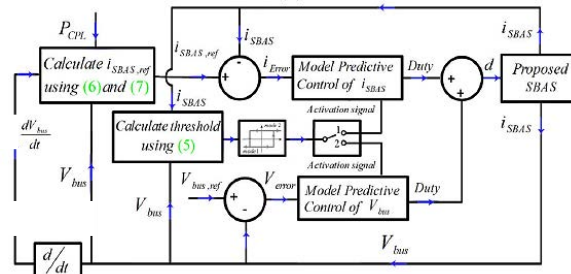 P_CPL
Calculate i_SBAS,ref
using (6) and (7)
i_SBAS,ref
+
-
i_SBAS
i_Error
Model Predictive
Control of i_SBAS
Duty
+
+
d
Proposed
SBAS
i_SBAS
i_SBAS
i_SBAS
Calculate threshold
using (5)
mode 2
mode 1
1
2
Activation signal
Activation signal
dV_bus
dt
V_bus
V_bus
V_bus,ref
+
-
V_error
Model Predictive
Control of V_bus
Duty
V_bus
d/dt